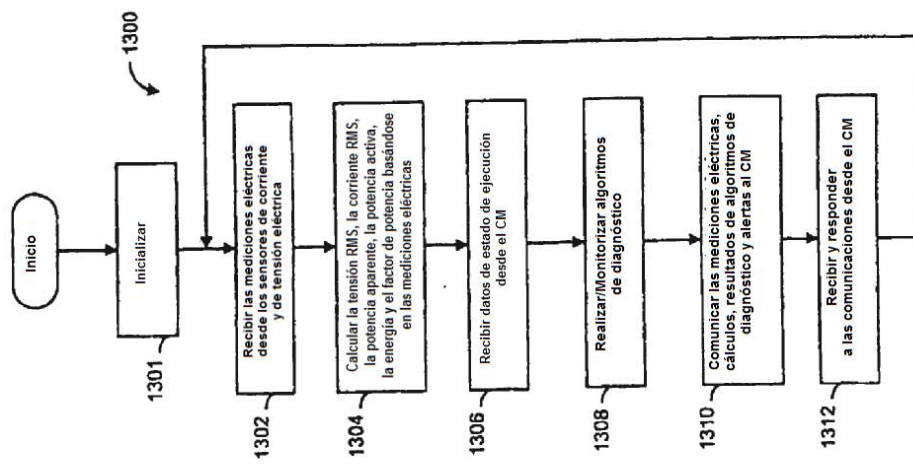 1300
Inicio
Inicializar
1301
Recibir las mediciones eléctricas
desde los sensores de corriente
y de tensión eléctrica
1302
Calcular la tensión RMS, la corriente RMS,
la potencia aparente, la potencia activa,
la energía y el factor de potencia basándose
en las mediciones eléctricas
1304
Recibir datos de estado de ejecución
desde el CM
1306
Realizar/Monitorizar algoritmos
de diagnóstico
1308
Comunicar las mediciones eléctricas,
cálculos, resultados de algoritmos de
diagnóstico y alertas al CM
1310
Recibir y responder
a las comunicaciones desde el CM
1312